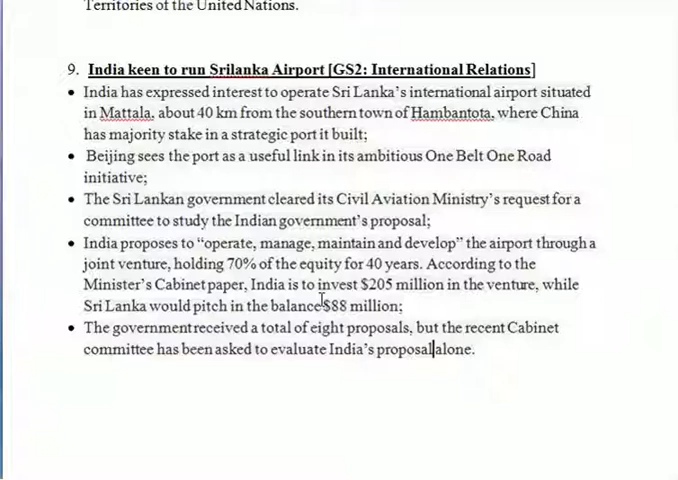 Territories of the United Nations.
9. India keen to run Srilanka Airport [GS2: International Relations]
• India has expressed interest to operate Sri Lanka's international airport situated
in Mattala, about 40 km from the southern town of Hambantota, where China
has majority stake in a strategic port it built;
• Beijing sees the port as a useful link in its ambitious One Belt One Road
initiative;
• The Sri Lankan government cleared its Civil Aviation Ministry's request for a
committee to study the Indian government's proposal;
• India proposes to "operate, manage, maintain and develop" the airport through a
joint venture, holding 70% of the equity for 40 years. According to the
Minister's Cabinet paper, India is to invest $205 million in the venture, while
Sri Lanka would pitch in the balance $88 million;
• The government received a total of eight proposals, but the recent Cabinet
committee has been asked to evaluate India's proposal alone.